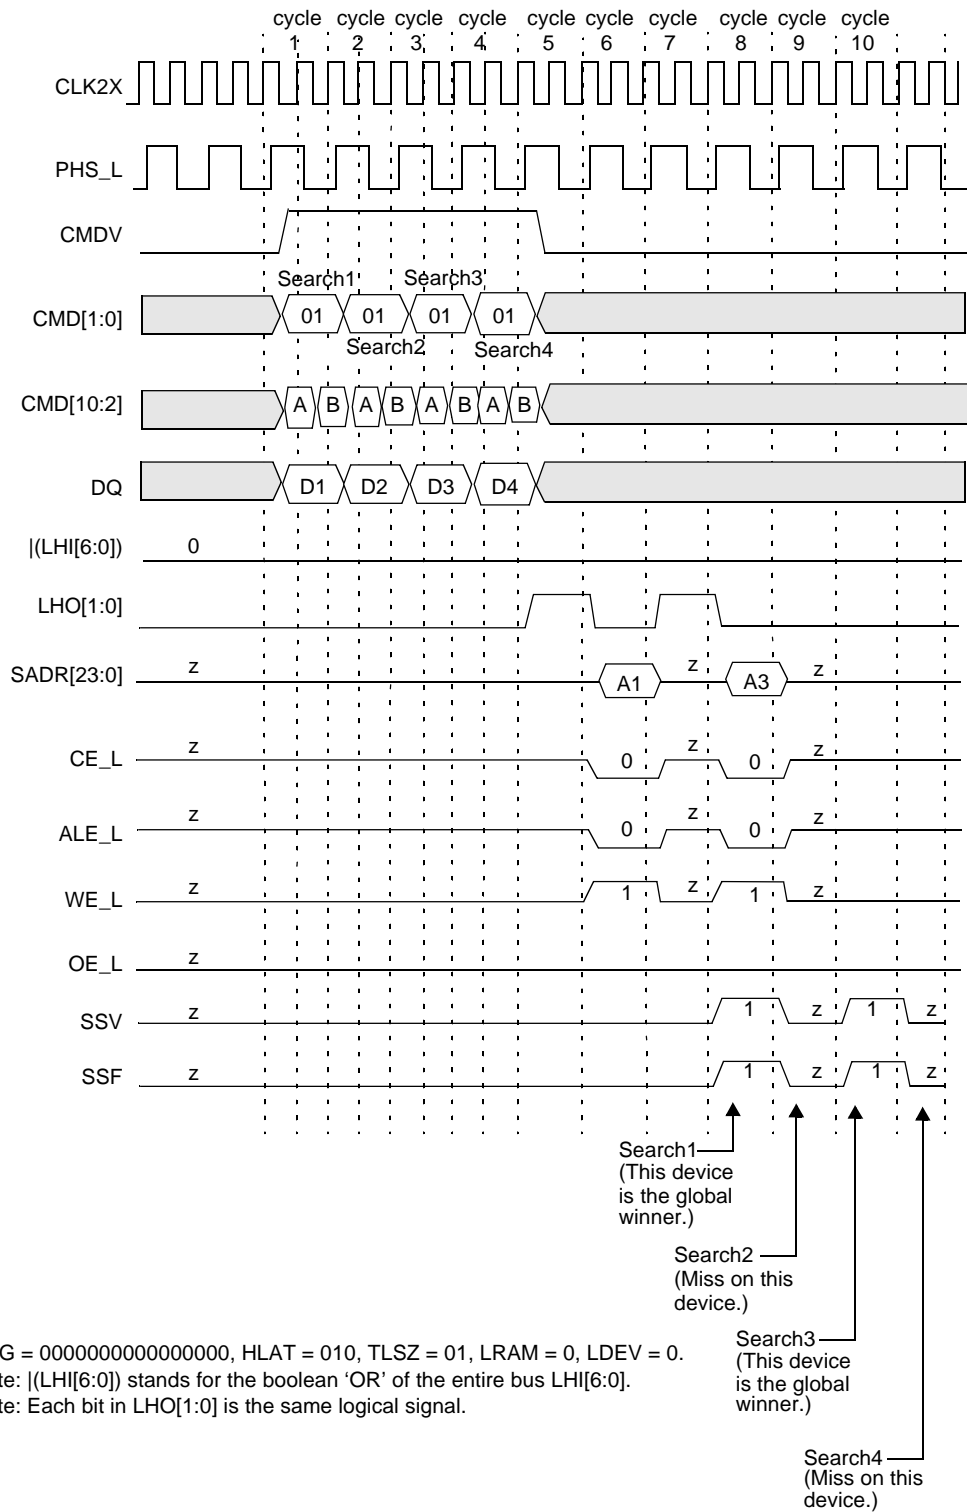 cycle cycle cycle cycle cycle cycle cycle cycle cycle cycle
1 2 3 4 5 6 7 8 9 10
CLK2X
PHS_L
CMDV
Search1 Search3
CMD[1:0] 01 01 01 01
Search2 Search4
CMD[10:2] A B A B A B A B
DQ D1 D2 D3 D4
|(LHI[6:0]) 0
LHO[1:0]
SADR[23:0] z A1 z A3 z
CE_L z 0 z 0 z
ALE_L z 0 z 0 z
WE_L z 1 z 1 z
OE_L z
SSV z 1 z 1 z
SSF z 1 z 1 z
Search1
(This device
is the global
winner.)
Search2
(Miss on this
device.)
Search3
(This device
is the global
winner.)
Search4
(Miss on this
device.)
G = 0000000000000000, HLAT = 010, TLSZ = 01, LRAM = 0, LDEV = 0.
te: |(LHI[6:0]) stands for the boolean ‘OR’ of the entire bus LHI[6:0].
te: Each bit in LHO[1:0] is the same logical signal.